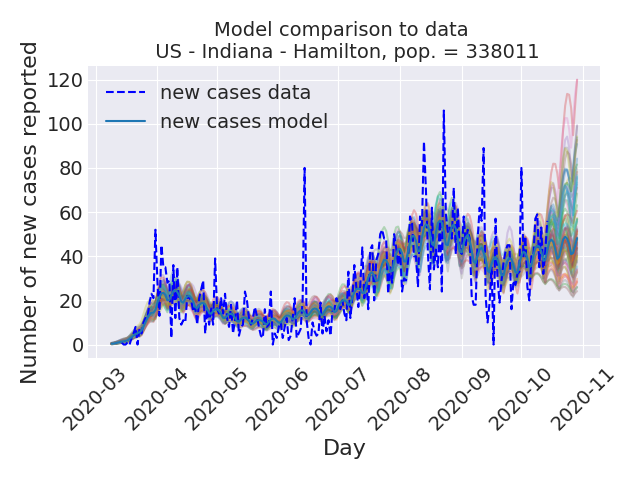 Model comparison to data
US - Indiana - Hamilton, pop. = 338011
Number of new cases reported
120
100
80
60
40
20
0
new cases data
new cases model
2020-03
2020-04
2020-05
2020-06
2020-07
2020-08
2020-09
2020-10
2020-11
Day